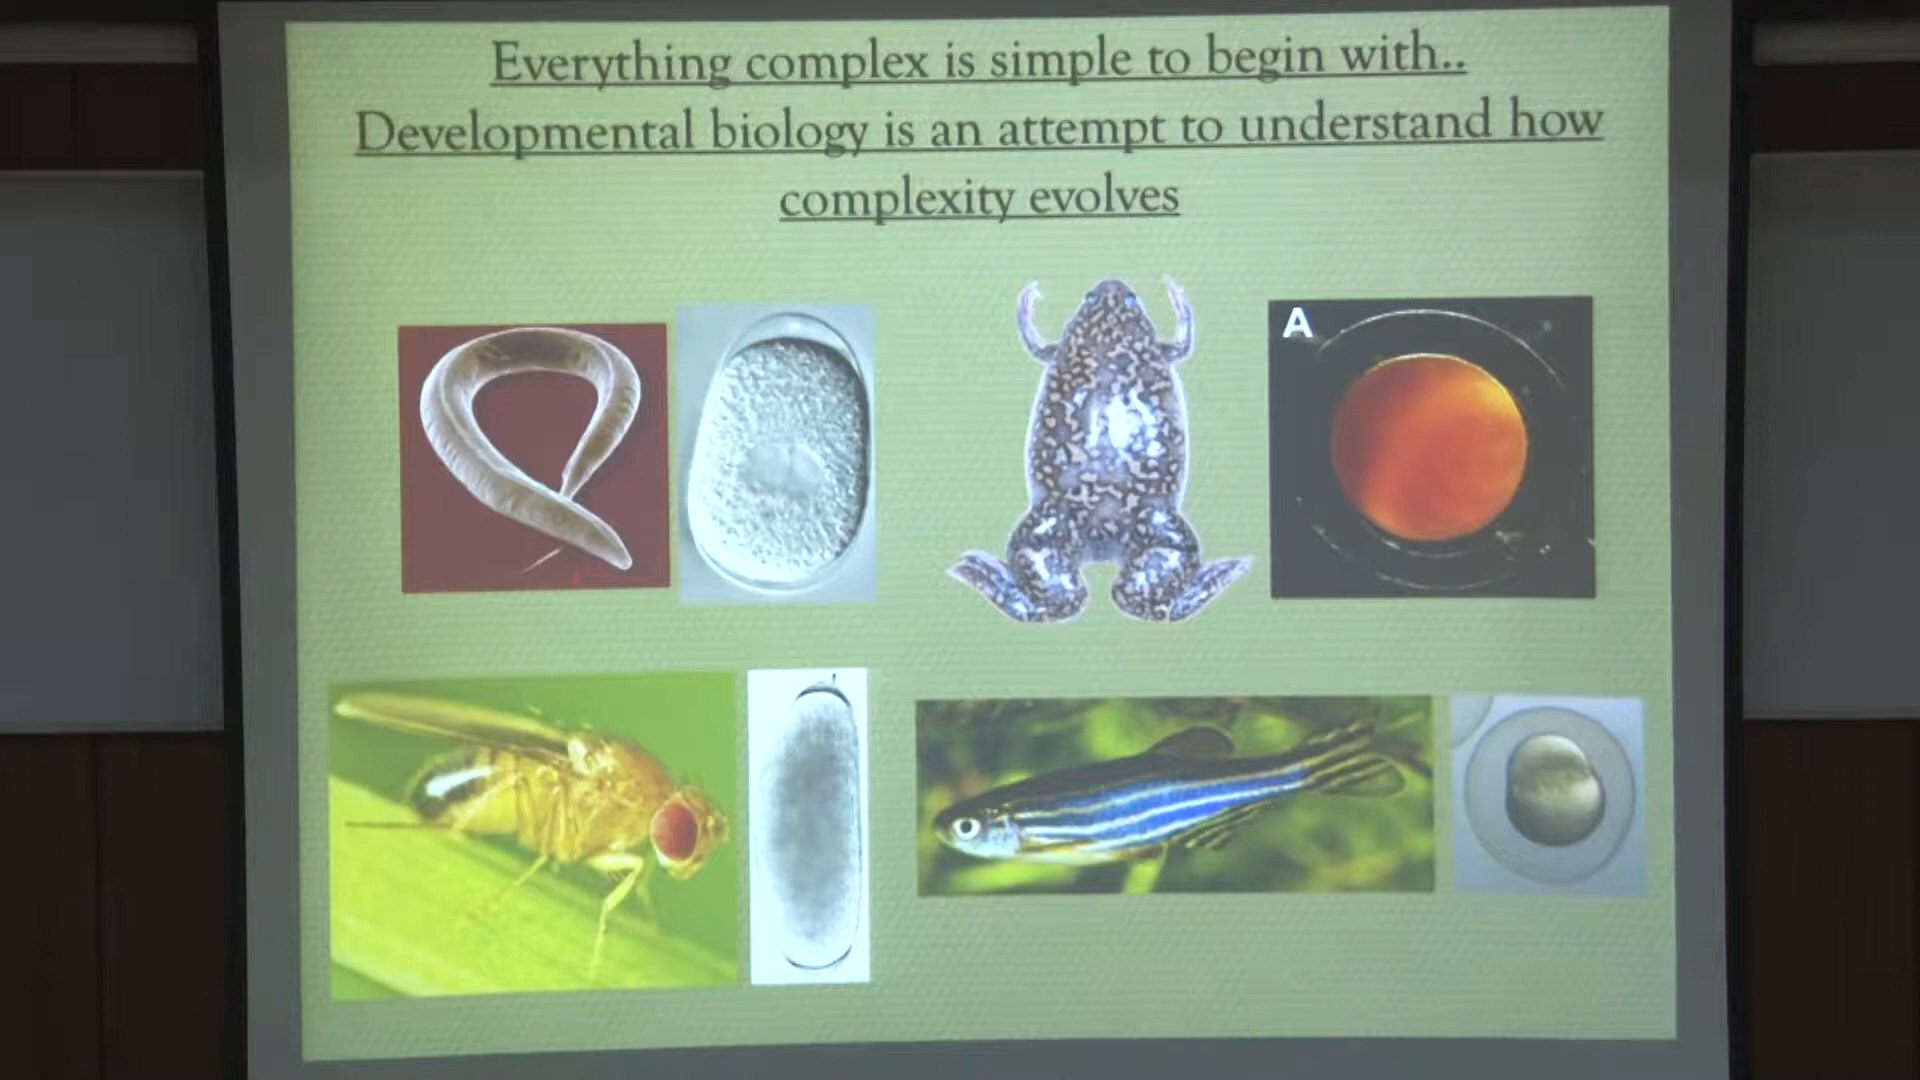 Everything complex is simple to begin with..
Developmental biology is an attempt to understand how
complexity evolves
A